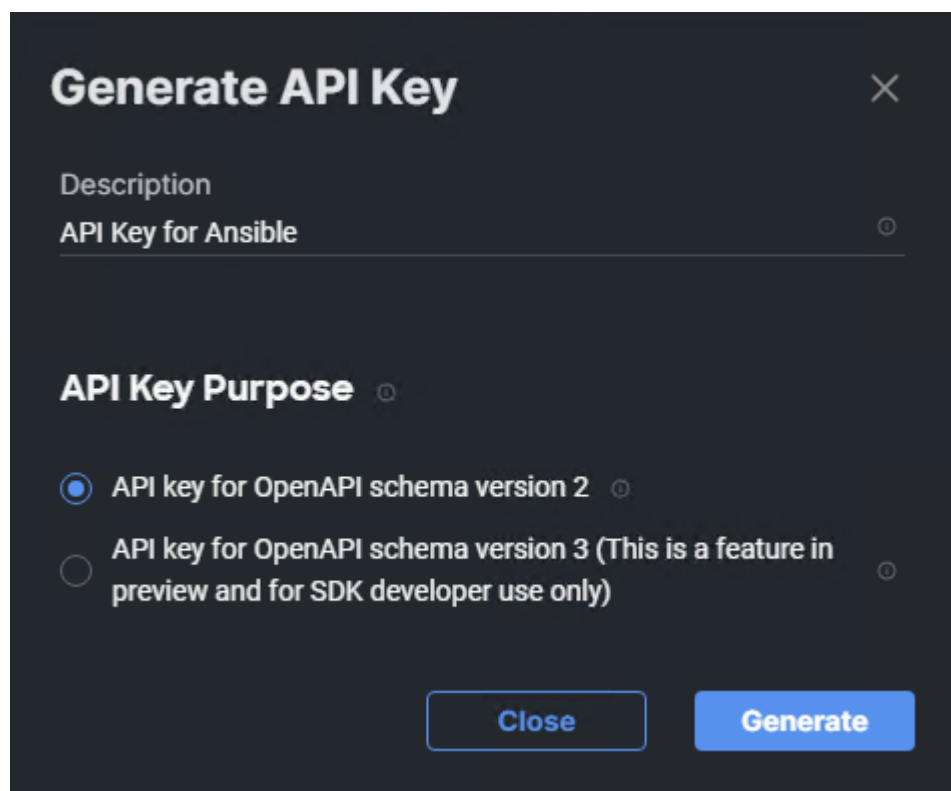 Generate API Key
Description
API Key for Ansible
API Key Purpose
API key for OpenAPI schema version 2
API key for OpenAPI schema version 3 (This is a feature in
preview and for SDK developer use only)
Close
Generate